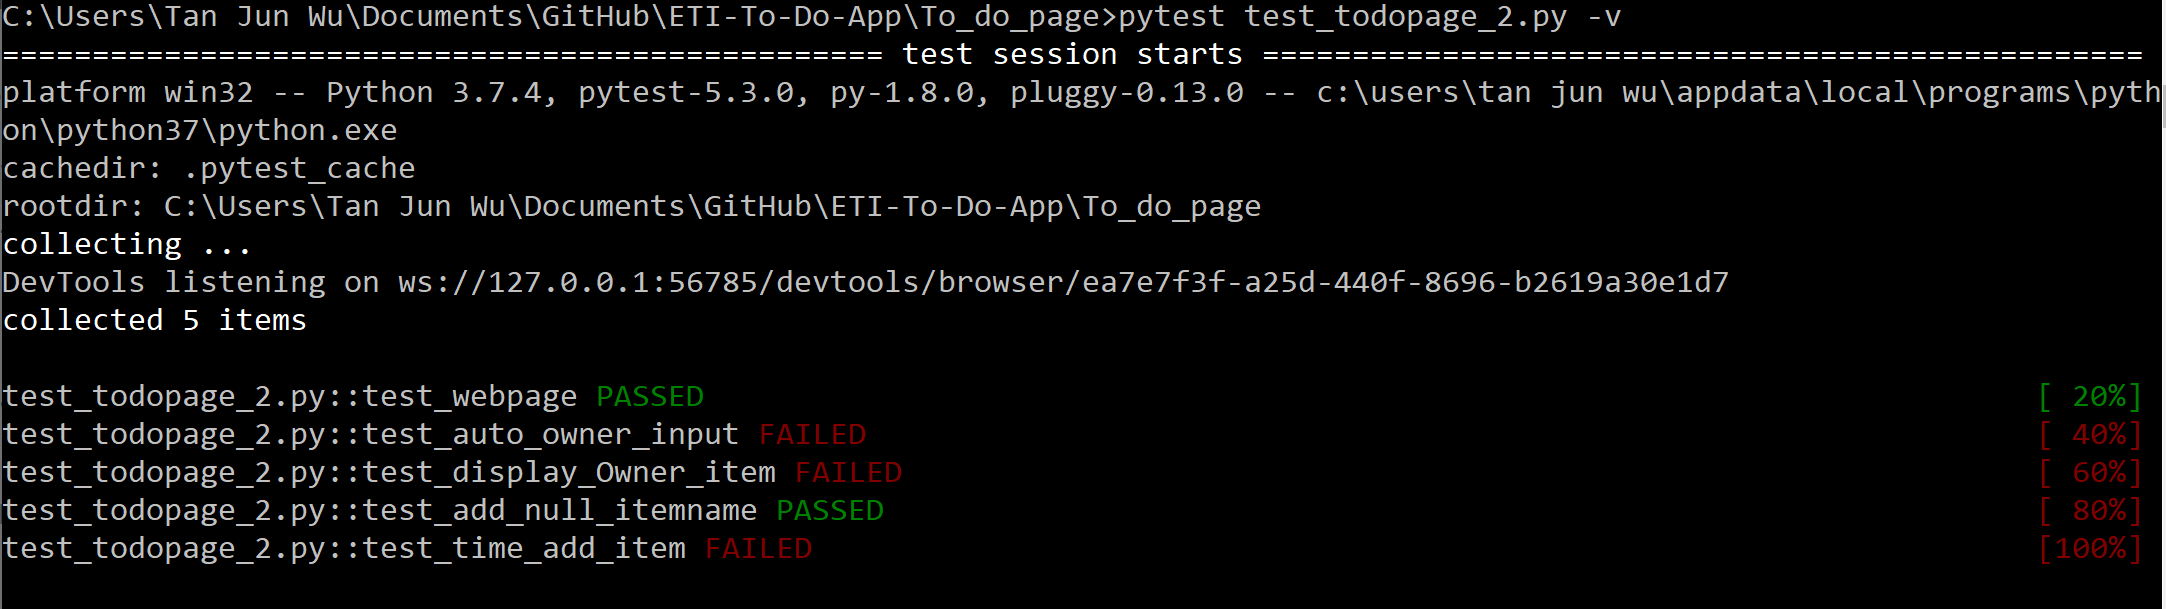 C:\Users\Tan Jun Wu\Documents\GitHub\ETI-To-Do-App\To_do_page>pytest test_todopage_2.py -v
================================================= test session starts =================================================
platform win32 -- Python 3.7.4, pytest-5.3.0, py-1.8.0, pluggy-0.13.0 -- c:\users\tan jun wu\appdata\local\programs\pyth
on\python37\python.exe
cachedir: .pytest_cache
rootdir: C:\Users\Tan Jun Wu\Documents\GitHub\ETI-To-Do-App\To_do_page
collecting ...
DevTools listening on ws://127.0.0.1:56785/devtools/browser/ea7e7f3f-a25d-440f-8696-b2619a30e1d7
collected 5 items

test_todopage_2.py::test_webpage PASSED [ 20%]
test_todopage_2.py::test_auto_owner_input FAILED [ 40%]
test_todopage_2.py::test_display_Owner_item FAILED [ 60%]
test_todopage_2.py::test_add_null_itemname PASSED [ 80%]
test_todopage_2.py::test_time_add_item FAILED [100%]